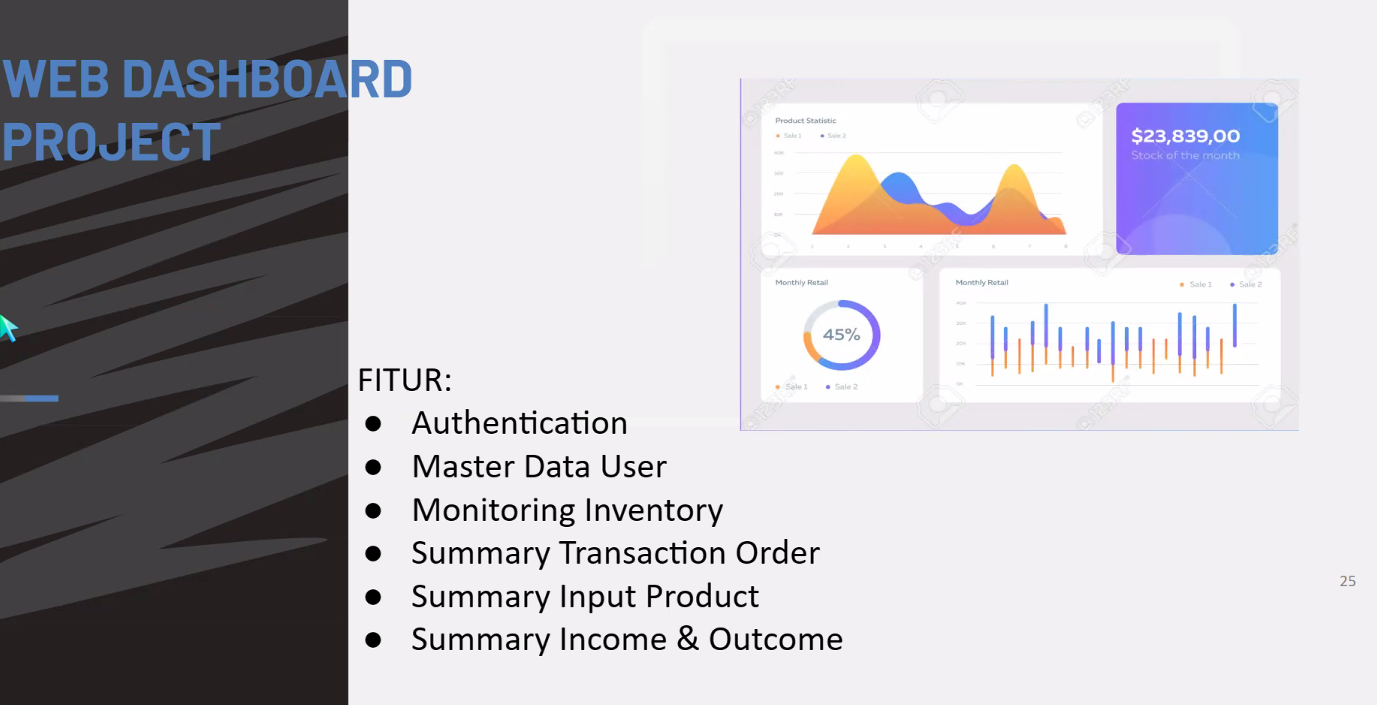 WEB DASHBOARD
PROJECT
Product Statistic
Sale 1 Sale 2
$23,839,00
Stock of the month
Monthly Retail
45%
Sale 1 Sale 2
Monthly Retail
Sale 1 Sale 2
FITUR:
● Authentication
● Master Data User
● Monitoring Inventory
● Summary Transaction Order
● Summary Input Product
● Summary Income & Outcome
25
123RF